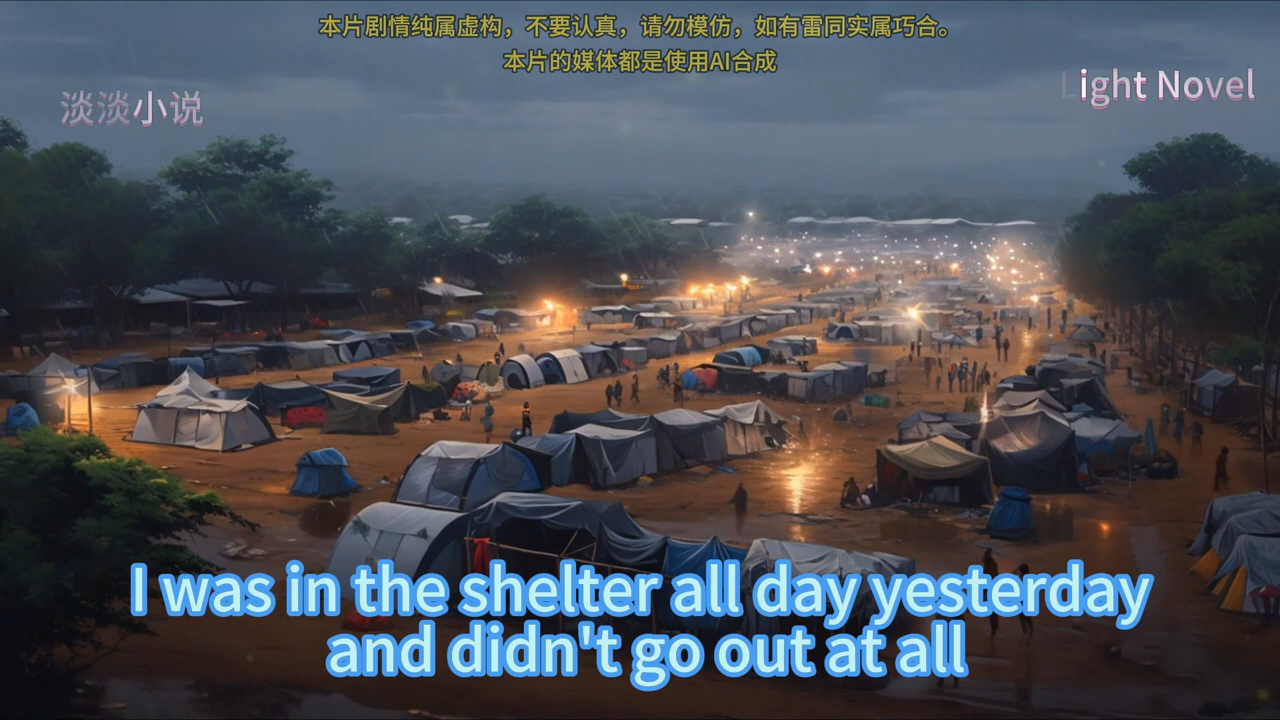 本片剧情纯属虚构，不要认真，请勿模仿，如有雷同实属巧合。
本片的媒体都是使用AI合成
淡淡小说
Light Novel
I was in the shelter all day yesterday
and didn't go out at all